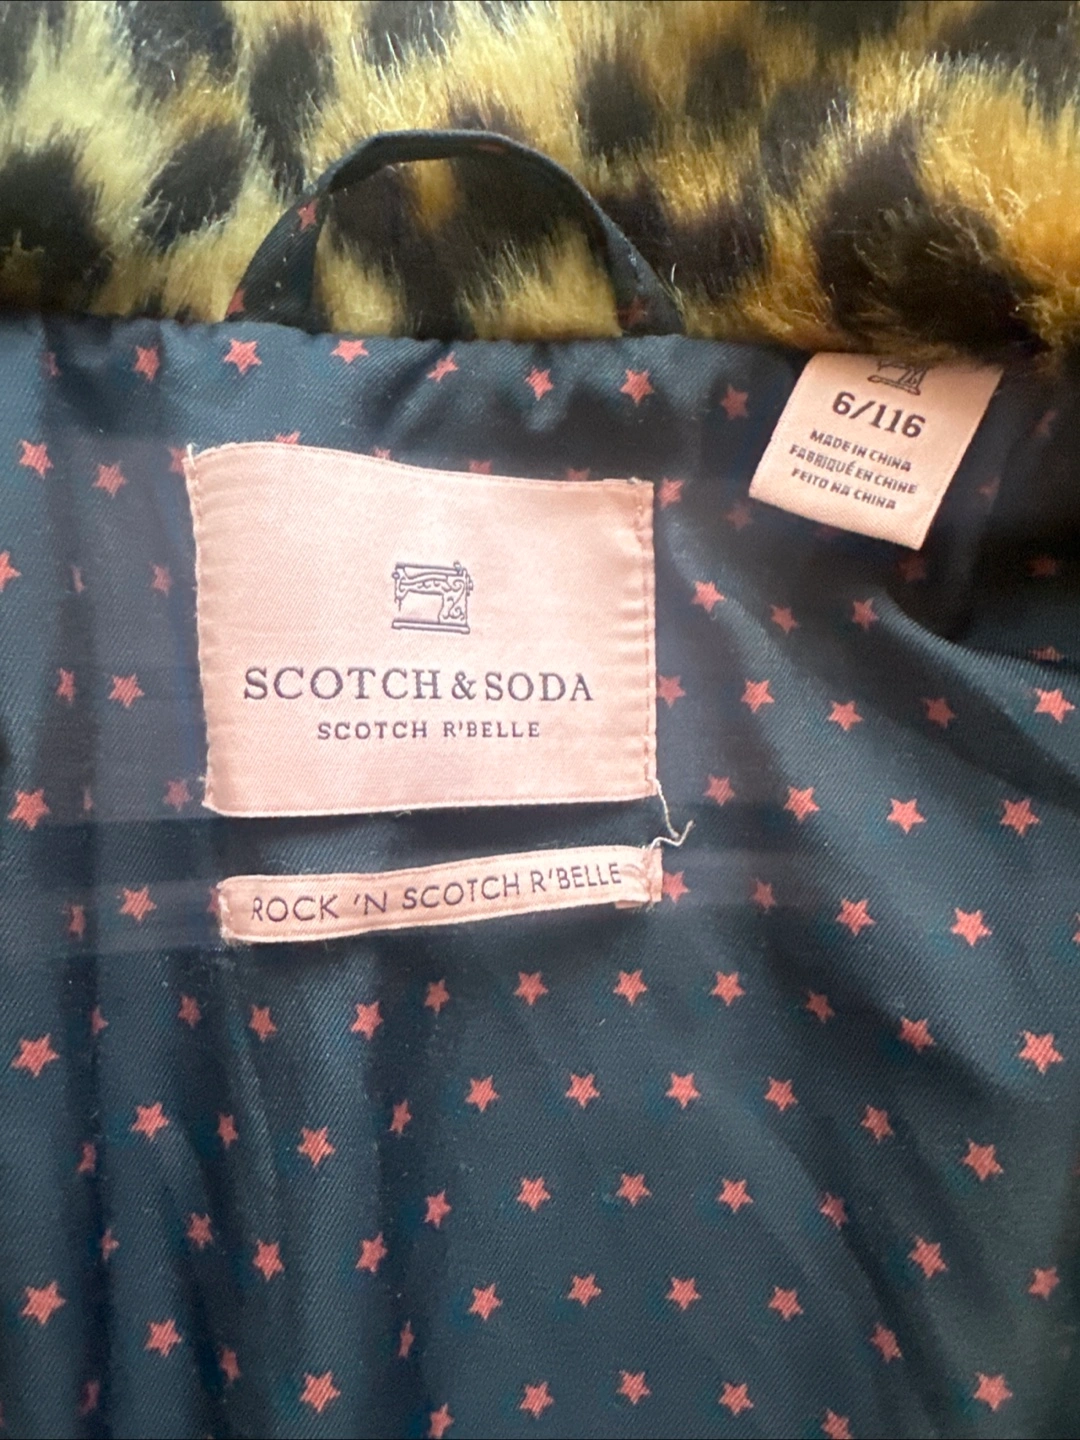 6/116
MADE IN CHINA
FABRIQUÉ EN CHINE
FEITO NA CHINA
SCOTCH & SODA
SCOTCH R'BELLE
ROCK 'N SCOTCH R'BELLE